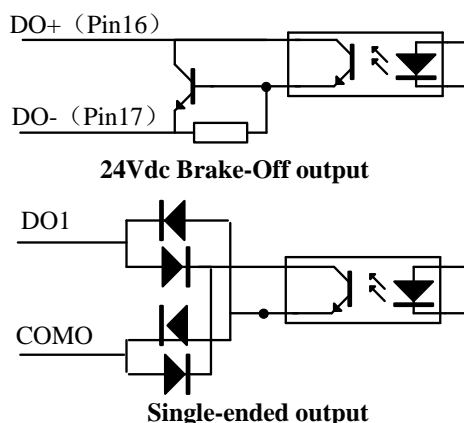 DO+（Pin16）
DO-（Pin17）
24Vdc Brake-Off output
DO1
COMO
Single-ended output